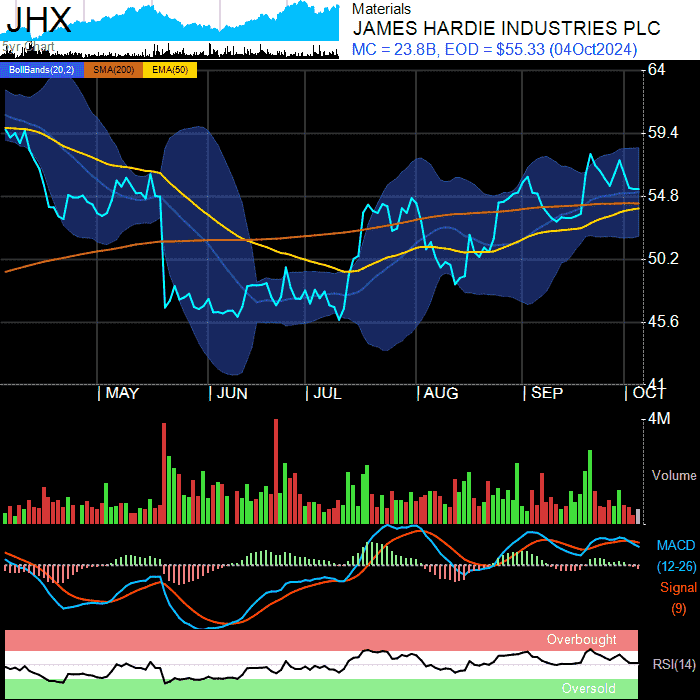 JHX
Materials
JAMES HARDIE INDUSTRIES PLC
MC = 23.8B, EOD = $55.33 (04Oct2024)
5yr Chart
BollBands(20,2) SMA(200) EMA(50)
64
59.4
54.8
50.2
45.6
41
MAY JUN JUL AUG SEP OCT
4M
Volume
MACD
(12-26)
Signal
(9)
Overbought
RSI(14)
Oversold